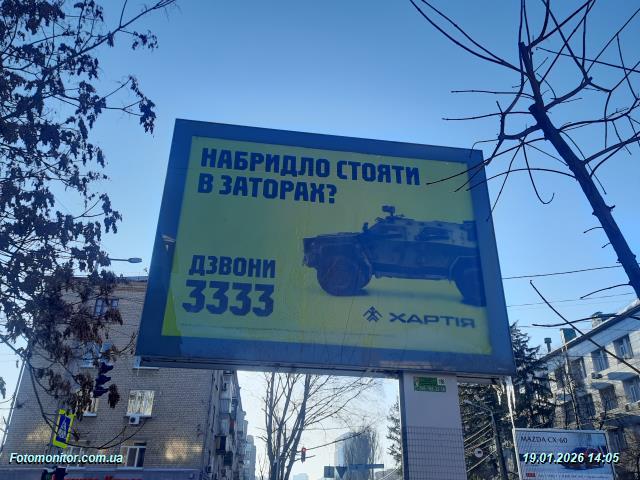 НАБРИДЛО СТОЯТИ
В ЗАТОРАХ?
ДЗВОНИ
3333
ХАРТІЯ
MAZDA CX-60
Fotomonitor.com.ua
19.01.2026 14:05